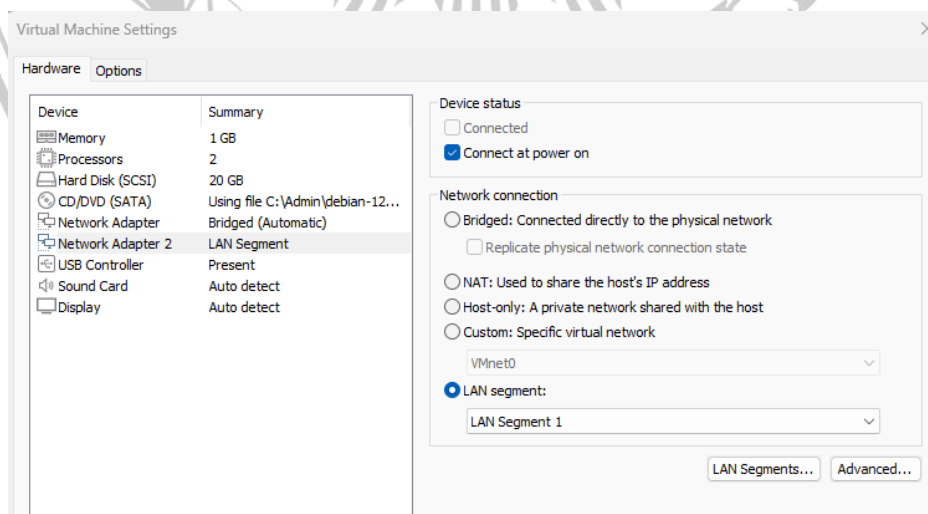 Virtual Machine Settings
Hardware Options
Device Summary
Memory 1 GB
Processors 2
Hard Disk (SCSI) 20 GB
CD/DVD (SATA) Using file C:\Admin\debian-12...
Network Adapter Bridged (Automatic)
Network Adapter 2 LAN Segment
USB Controller Present
Sound Card Auto detect
Display Auto detect
Device status
Connected
Connect at power on
Network connection
Bridged: Connected directly to the physical network
Replicate physical network connection state
NAT: Used to share the host's IP address
Host-only: A private network shared with the host
Custom: Specific virtual network
VMnet0
LAN segment:
LAN Segment 1
LAN Segments... Advanced...